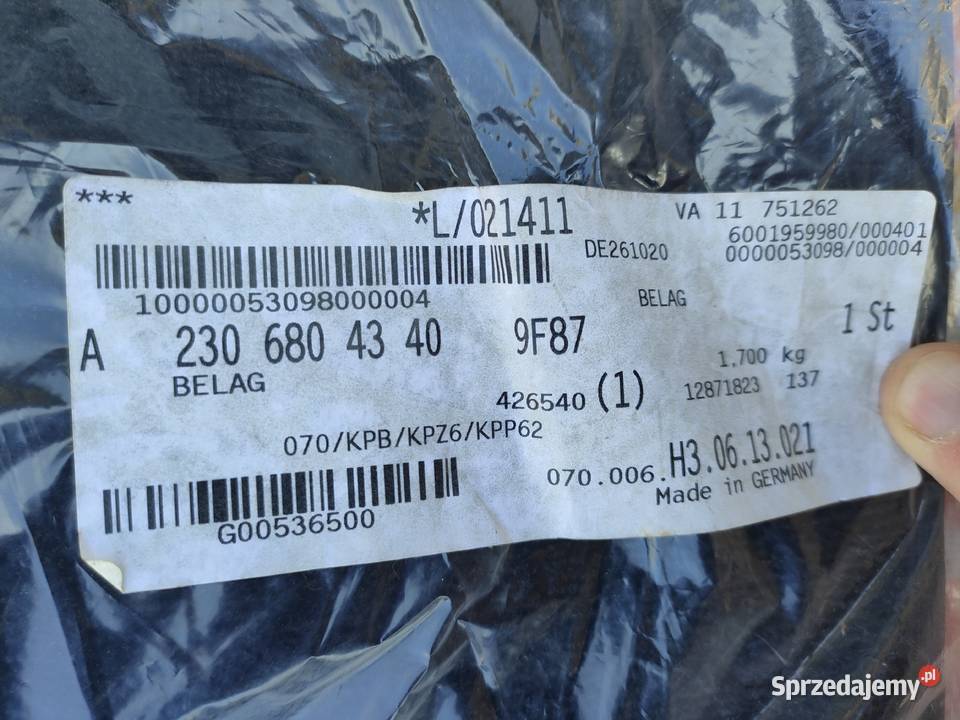 ***
*L/021411
VA 11 751262
DE261020
6001959980/000401
0000053098/000004
10000053098000004
BELAG
A 230 680 43 40 9F87
1 St
BELAG
1,700 kg
426540 (1)
12871823 137
070/KPB/KPZ6/KPP62
070.006.H3.06.13.021
Made in GERMANY
G00536500
Sprzedajemy.pl